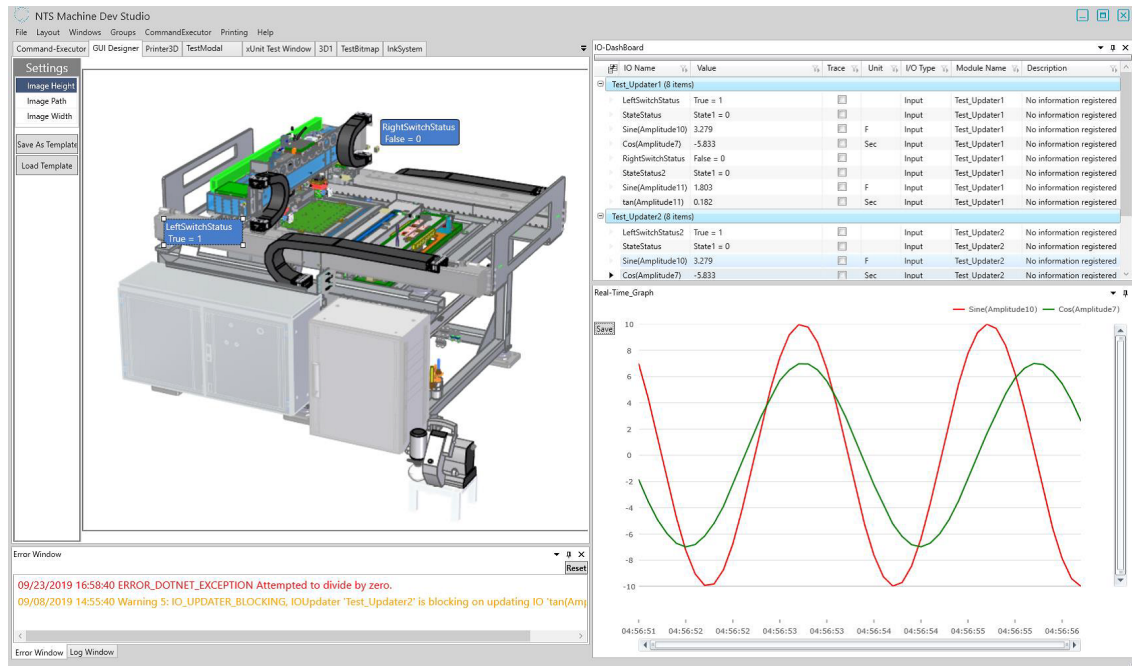 NTS Machine Dev Studio
File Layout Windows Groups CommandExecutor Printing Help
Command-Executor GUI Designer Printer3D TestModal xUnit Test Window 3D1 TestBitmap InkSystem
Settings
Image Height
Image Path
Image Width
Save As Template
Load Template
RightSwitchStatus
False = 0
LeftSwitchStatus
True = 1
Error Window
Reset
09/23/2019 16:58:40 ERROR_DOTNET_EXCEPTION Attempted to divide by zero.
09/08/2019 14:55:40 Warning 5: IO_UPDATER_BLOCKING, IOUpdater 'Test_Updater2' is blocking on updating IO 'tan(Amp
Error Window Log Window
IO-DashBoard
IO Name Value Trace Unit I/O Type Module Name Description
Test_Updater1 (8 items)
LeftSwitchStatus True = 1 Input Test_Updater1 No information registered
StateStatus State1 = 0 Input Test_Updater1 No information registered
Sine(Amplitude10) 3.279 F Input Test_Updater1 No information registered
Cos(Amplitude7) -5.833 Sec Input Test_Updater1 No information registered
RightSwitchStatus False = 0 Input Test_Updater1 No information registered
StateStatus2 State1 = 0 Input Test_Updater1 No information registered
Sine(Amplitude11) 1.803 F Input Test_Updater1 No information registered
tan(Amplitude11) 0.182 Sec Input Test_Updater1 No information registered
Test_Updater2 (8 items)
LeftSwitchStatus2 True = 1 Input Test_Updater2 No information registered
StateStatus State1 = 0 Input Test_Updater2 No information registered
Sine(Amplitude10) 3.279 F Input Test_Updater2 No information registered
Cos(Amplitude7) -5.833 Sec Input Test_Updater2 No information registered
Real-Time_Graph
Sine(Amplitude10) Cos(Amplitude7)
Save
10
8
6
4
2
0
-2
-4
-6
-8
-10
04:56:51 04:56:52 04:56:52 04:56:53 04:56:53 04:56:54 04:56:54 04:56:55 04:56:55 04:56:56